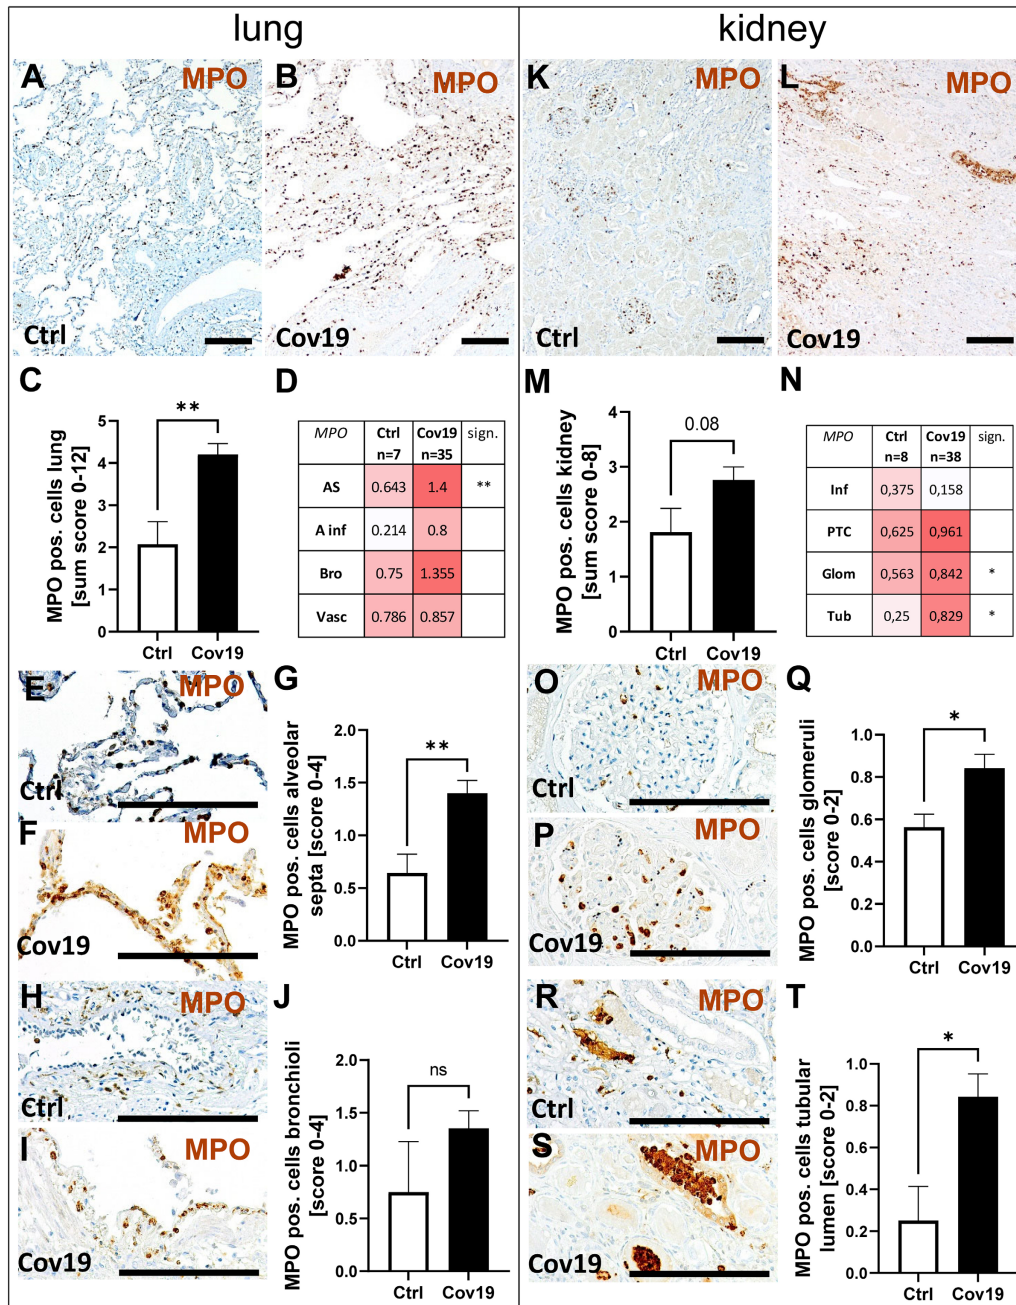 lung
kidney
A
MPO
Ctrl
B
MPO
Cov19
K
MPO
Ctrl
L
MPO
Cov19
C
MPO pos. cells lung
[sum score 0-12]
5
4
3
2
1
0
**
Ctrl
Cov19
D
MPO Ctrl n=7 Cov19 n=35 sign.
AS 0.643 1.4 **
A inf 0.214 0.8
Bro 0.75 1.355
Vasc 0.786 0.857
M
MPO pos. cells kidney
[sum score 0-8]
4
3
2
1
0
0.08
Ctrl
Cov19
N
MPO Ctrl n=8 Cov19 n=38 sign.
Inf 0,375 0,158
PTC 0,625 0,961
Glom 0,563 0,842 *
Tub 0,25 0,829 *
E
MPO
Ctrl
F
MPO
Cov19
G
MPO pos. cells alveolar
septa [score 0-4]
2.0
1.5
1.0
0.5
0.0
**
Ctrl
Cov19
H
MPO
Ctrl
I
MPO
Cov19
J
MPO pos. cells bronchioli
[score 0-4]
2.0
1.5
1.0
0.5
0.0
ns
Ctrl
Cov19
O
MPO
Ctrl
P
MPO
Cov19
Q
MPO pos. cells glomeruli
[score 0-2]
1.0
0.8
0.6
0.4
0.2
0.0
*
Ctrl
Cov19
R
MPO
Ctrl
S
MPO
Cov19
T
MPO pos. cells tubular
lumen [score 0-2]
1.0
0.8
0.6
0.4
0.2
0.0
*
Ctrl
Cov19